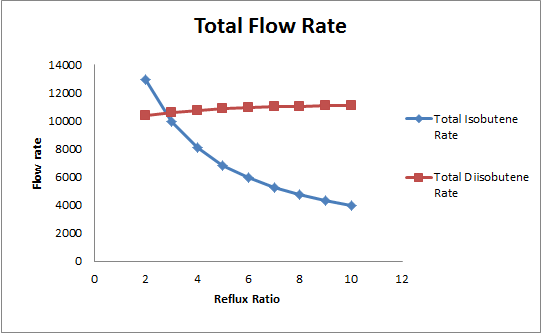 Total Flow Rate
14000
12000
10000
8000
6000
4000
2000
0
Flow rate
0 2 4 6 8 10 12
Reflux Ratio
Total Isobutene
Rate
Total Diisobutene
Rate